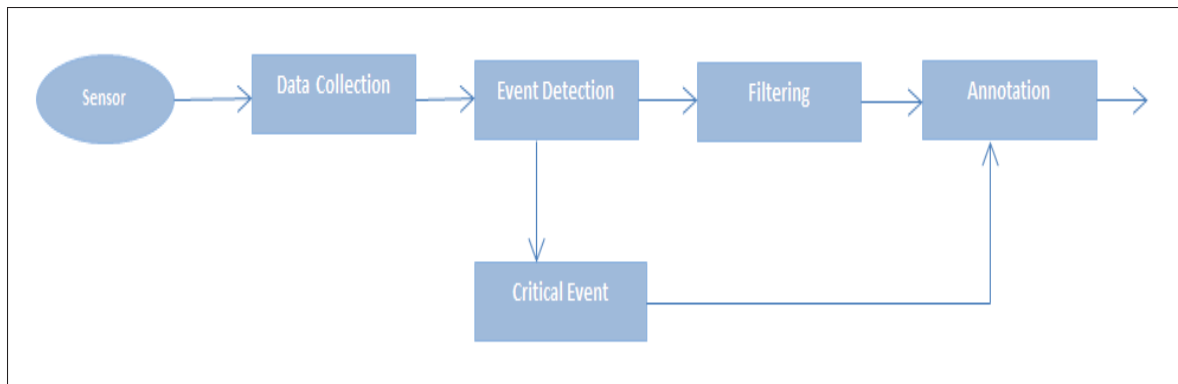 Sensor
Data Collection
Event Detection
Filtering
Annotation
Critical Event